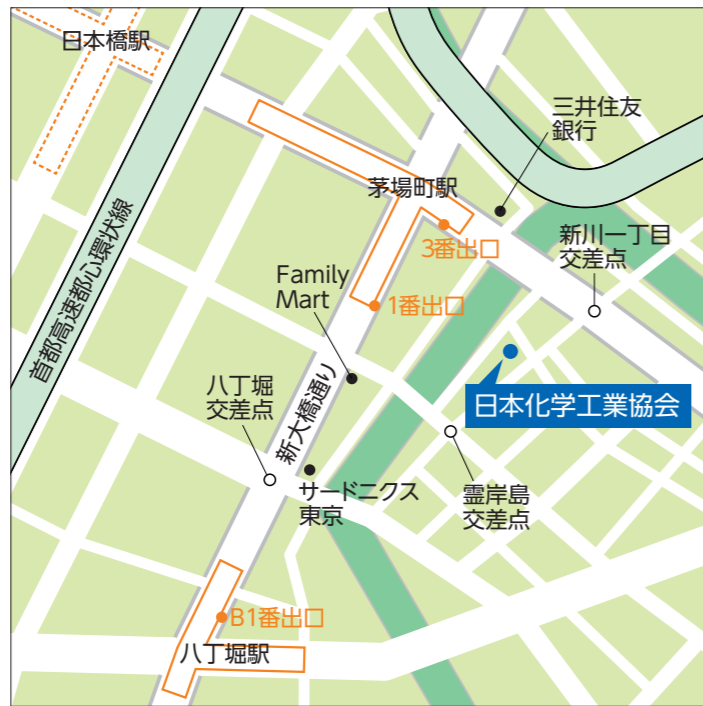 日本橋駅
三井住友
銀行
茅場町駅
新川一丁目
交差点
3番出口
首都高速都心環状線
Family
Mart
1番出口
新大橋通り
八丁堀
交差点
日本化学工業協会
サードニクス
東京
霊岸島
交差点
B1番出口
八丁堀駅